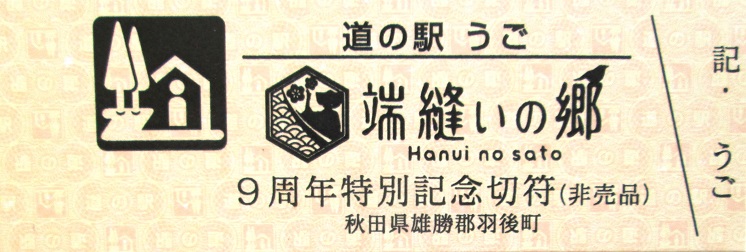 道の駅 うご
端縫いの郷
Hanui no sato
9周年特別記念切符(非売品)
秋田県雄勝郡羽後町
記・うご